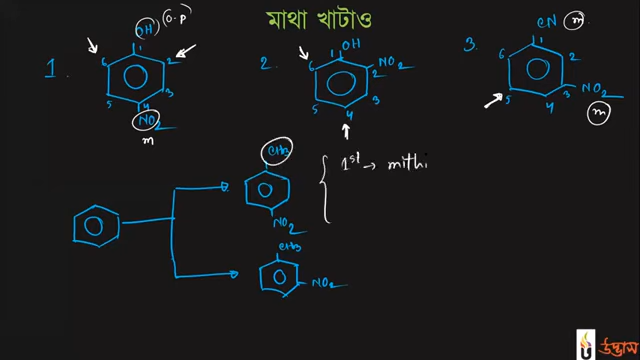 মাথা খাটাও
1.
OH (o-p)
1
6 2
5 3
4
NO2
m
2.
1
OH
6 NO2
2
5 3
4
3.
CN m
1
6 2
5 3 NO2
4
m
CH3
NO2
1st → mithi
CH3
NO2
উদ্ভাস